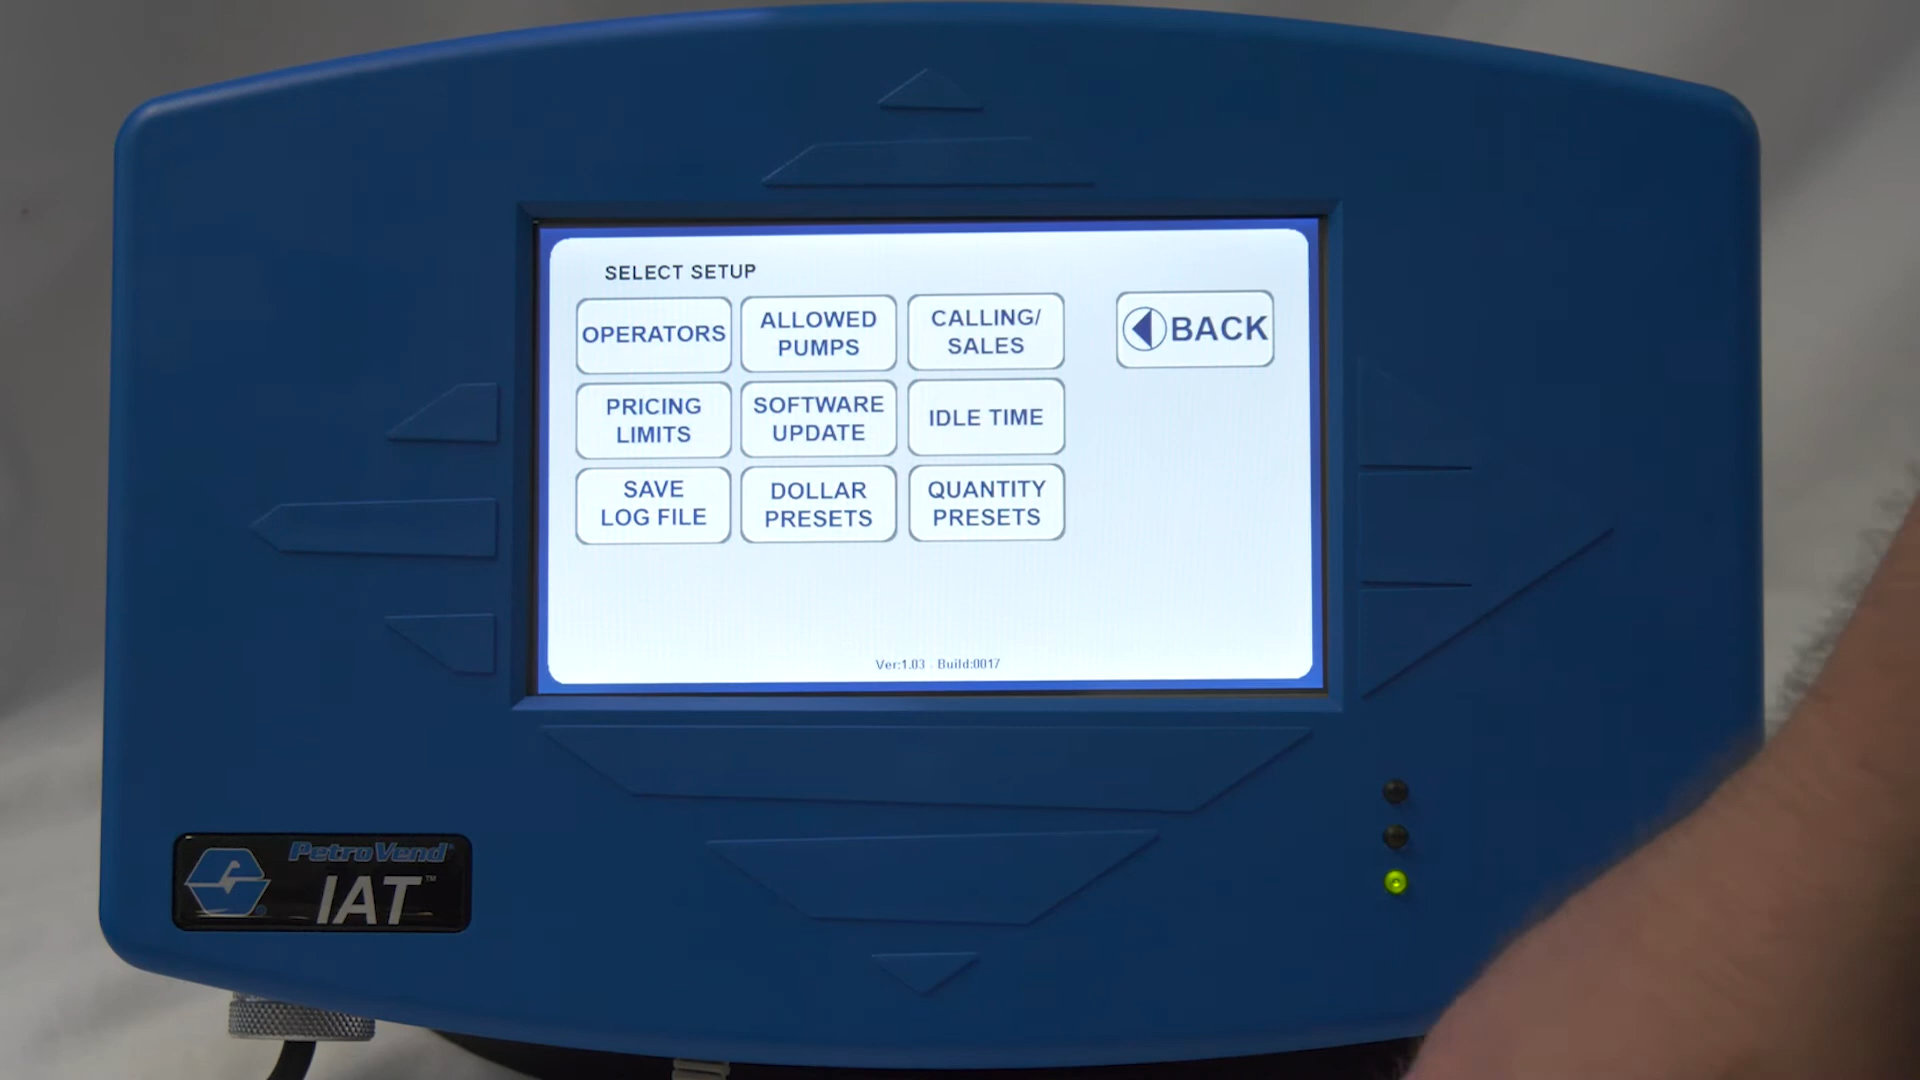 SELECT SETUP
OPERATORS
ALLOWED
PUMPS
CALLING/
SALES
BACK
PRICING
LIMITS
SOFTWARE
UPDATE
IDLE TIME
SAVE
LOG FILE
DOLLAR
PRESETS
QUANTITY
PRESETS
Ver:1.03 - Build:0017
PetroVend®
IAT™